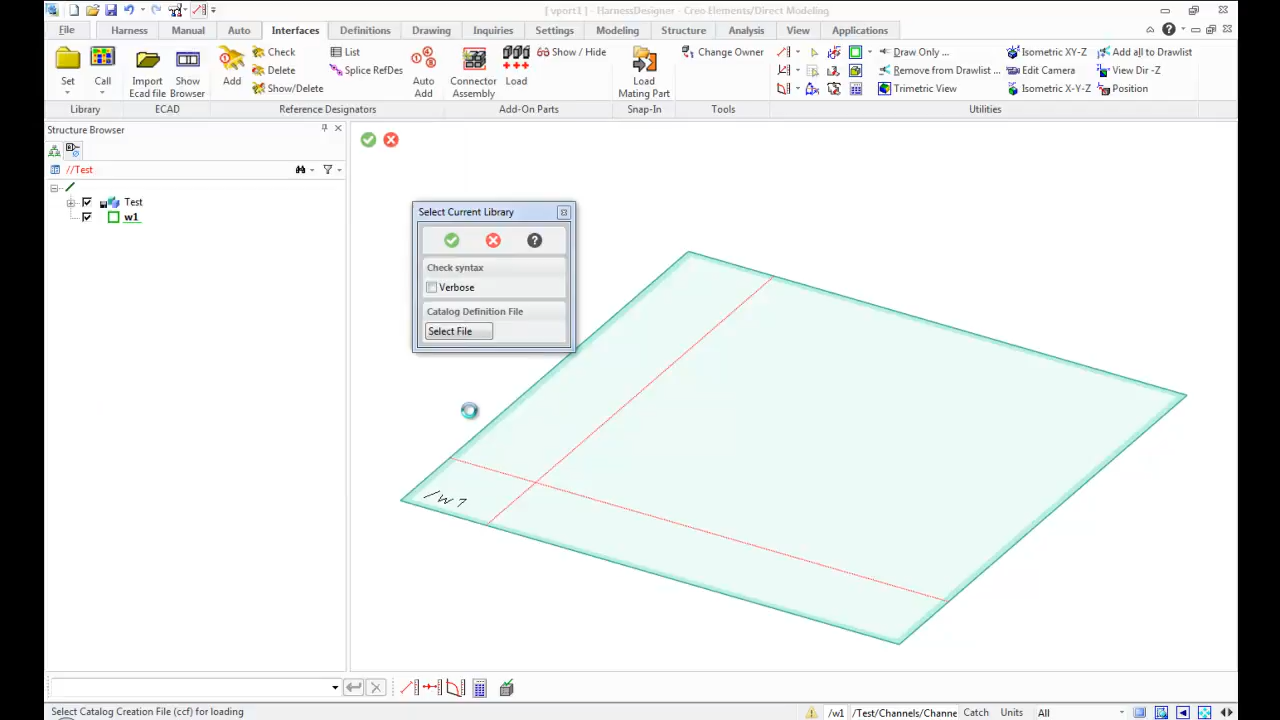 [ vport1 ] - HarnessDesigner - Creo Elements/Direct Modeling
File Harness Manual Auto Interfaces Definitions Drawing Inquiries Settings Modeling Structure Analysis View Applications
Set
Call
Library
Import Ecad file
Show Browser
ECAD
Add
Check
Delete
Show/Delete
List
Splice RefDes
Reference Designators
Auto Add
Connector Assembly
Load
Show / Hide
Add-On Parts
Load Mating Part
Snap-In
Change Owner
Tools
Draw Only ...
Remove from Drawlist ...
Trimetric View
Isometric XY-Z
Edit Camera
Isometric X-Y-Z
Add all to Drawlist
View Dir -Z
Position
Utilities
Structure Browser
//Test
Test
w1
Select Current Library
Check syntax
Verbose
Catalog Definition File
Select File
/w1
Select Catalog Creation File (ccf) for loading
/w1 /Test/Channels/Channe Catch Units All